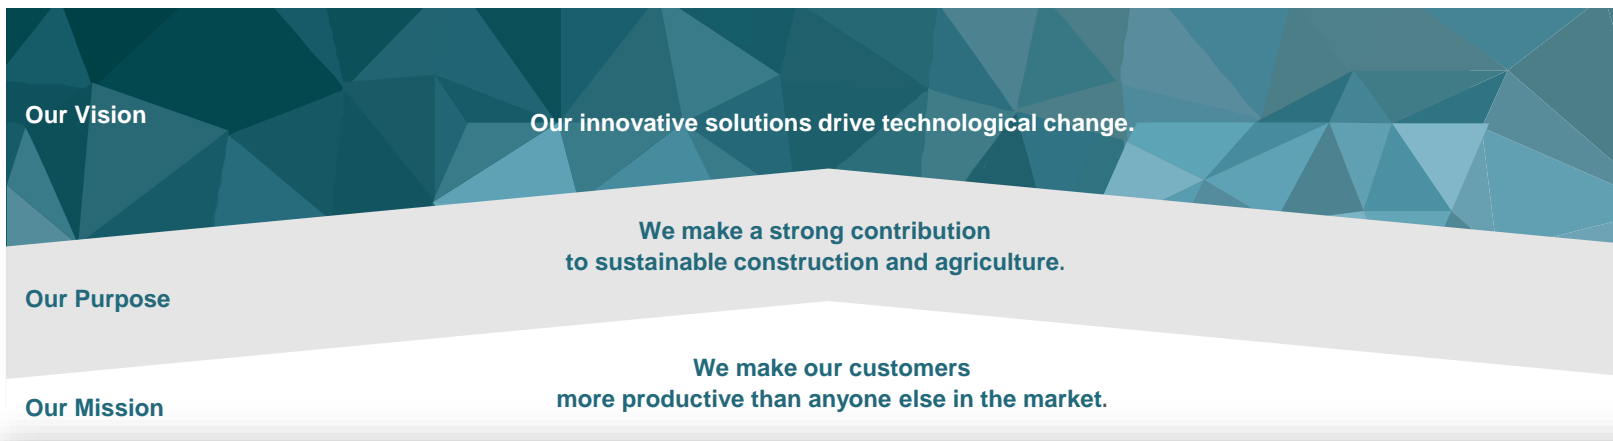 Our Vision
Our innovative solutions drive technological change.
We make a strong contribution
to sustainable construction and agriculture.
Our Purpose
We make our customers
more productive than anyone else in the market.
Our Mission